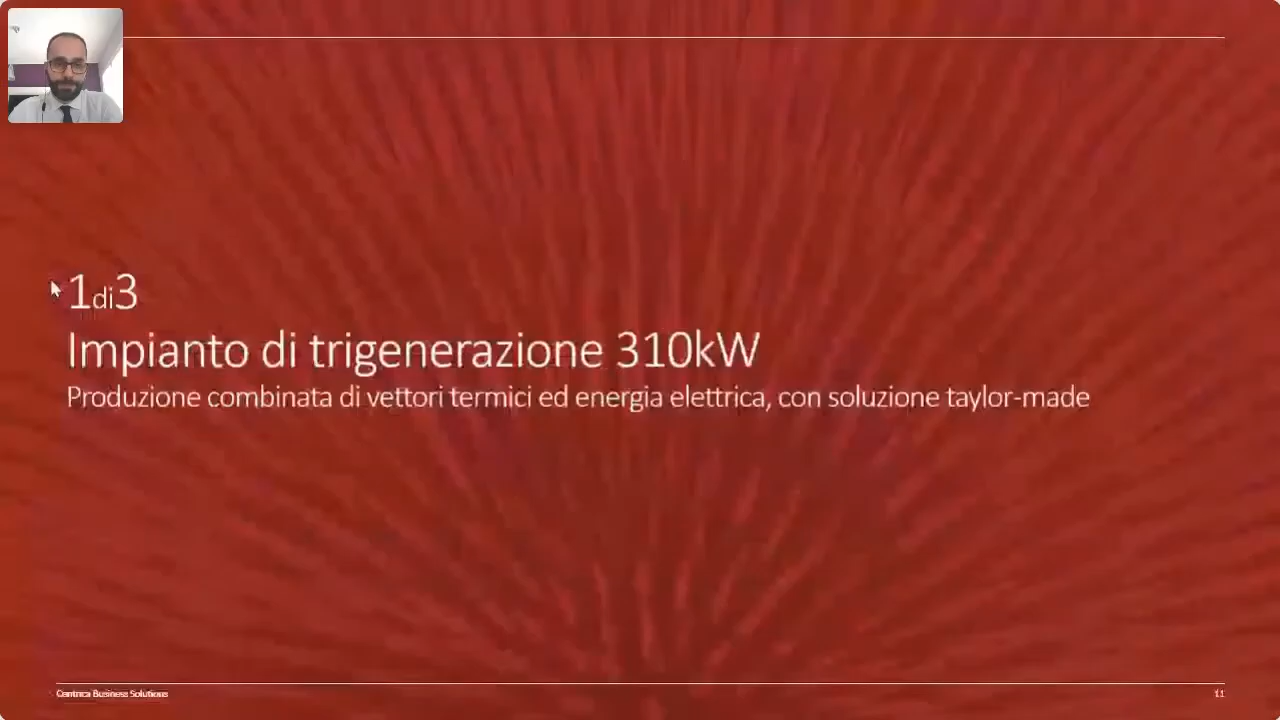 1di3
Impianto di trigenerazione 310kW
Produzione combinata di vettori termici ed energia elettrica, con soluzione taylor-made
Centrica Business Solutions
11